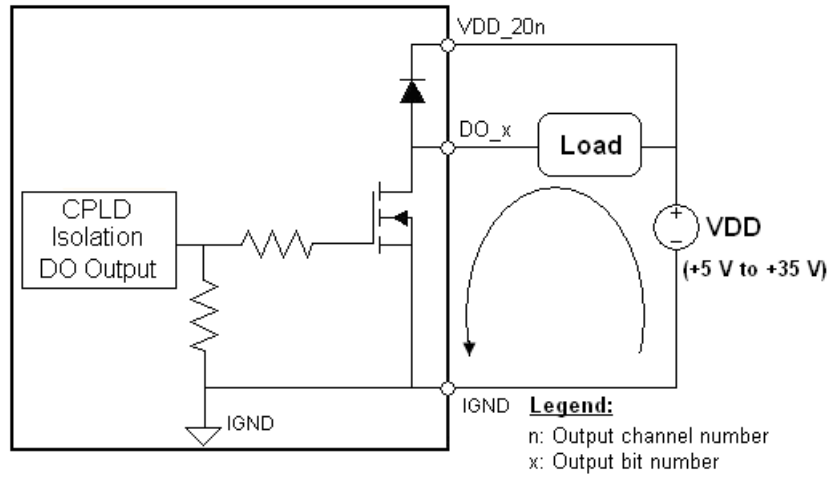 VDD_20n
DO_x
Load
CPLD
Isolation
DO Output
+
VDD
−
(+5 V to +35 V)
IGND
IGND
Legend:
n: Output channel number
x: Output bit number